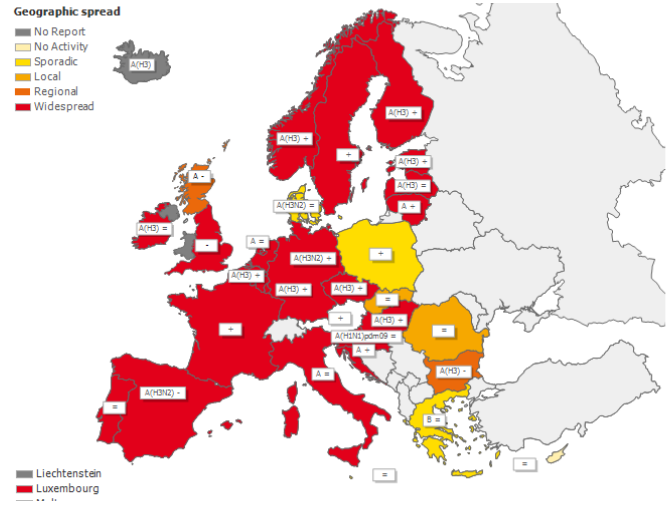 Geographic spread
No Report
No Activity
Sporadic
Local
Regional
Widespread
A(H3)
A(H3) +
A(H3) +
+
A(H3) +
A(H3) =
A +
A -
A(H3N2) =
A(H3) =
-
A =
A(H3N2) +
+
A(H3) +
A(H3) +
A(H3) +
=
+
A(H3) +
+
=
A(H1N1)pdm09 =
A +
A(H3) -
A =
A(H3N2) -
=
B =
=
=
Liechtenstein
Luxembourg